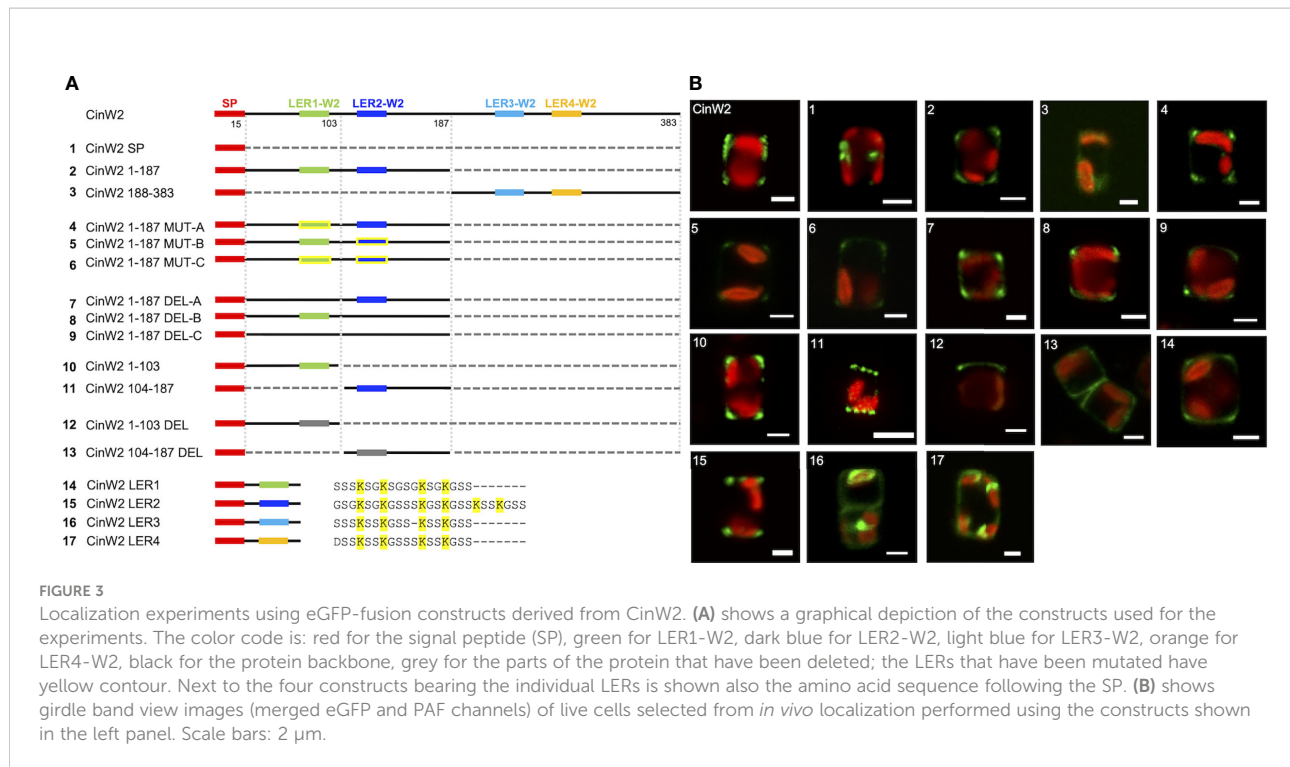 A
SP LER1-W2 LER2-W2 LER3-W2 LER4-W2
CinW2
15 103 187 383
1 CinW2 SP
2 CinW2 1-187
3 CinW2 188-383
4 CinW2 1-187 MUT-A
5 CinW2 1-187 MUT-B
6 CinW2 1-187 MUT-C
7 CinW2 1-187 DEL-A
8 CinW2 1-187 DEL-B
9 CinW2 1-187 DEL-C
10 CinW2 1-103
11 CinW2 104-187
12 CinW2 1-103 DEL
13 CinW2 104-187 DEL
14 CinW2 LER1 SSSKSGKSGSGKSGKGSS-------
15 CinW2 LER2 GSGKSGKGSSSKGSGKSSKSSKGSS
16 CinW2 LER3 SSSKSSKGSS-KSSKGSS-------
17 CinW2 LER4 DSSKSSKGSSSKSSKGSS-------
B
CinW2 1 2 3 4
5 6 7 8 9
10 11 12 13 14
15 16 17
FIGURE 3
Localization experiments using eGFP-fusion constructs derived from CinW2. (A) shows a graphical depiction of the constructs used for the
experiments. The color code is: red for the signal peptide (SP), green for LER1-W2, dark blue for LER2-W2, light blue for LER3-W2, orange for
LER4-W2, black for the protein backbone, grey for the parts of the protein that have been deleted; the LERs that have been mutated have
yellow contour. Next to the four constructs bearing the individual LERs is shown also the amino acid sequence following the SP. (B) shows
girdle band view images (merged eGFP and PAF channels) of live cells selected from in vivo localization performed using the constructs shown
in the left panel. Scale bars: 2 μm.